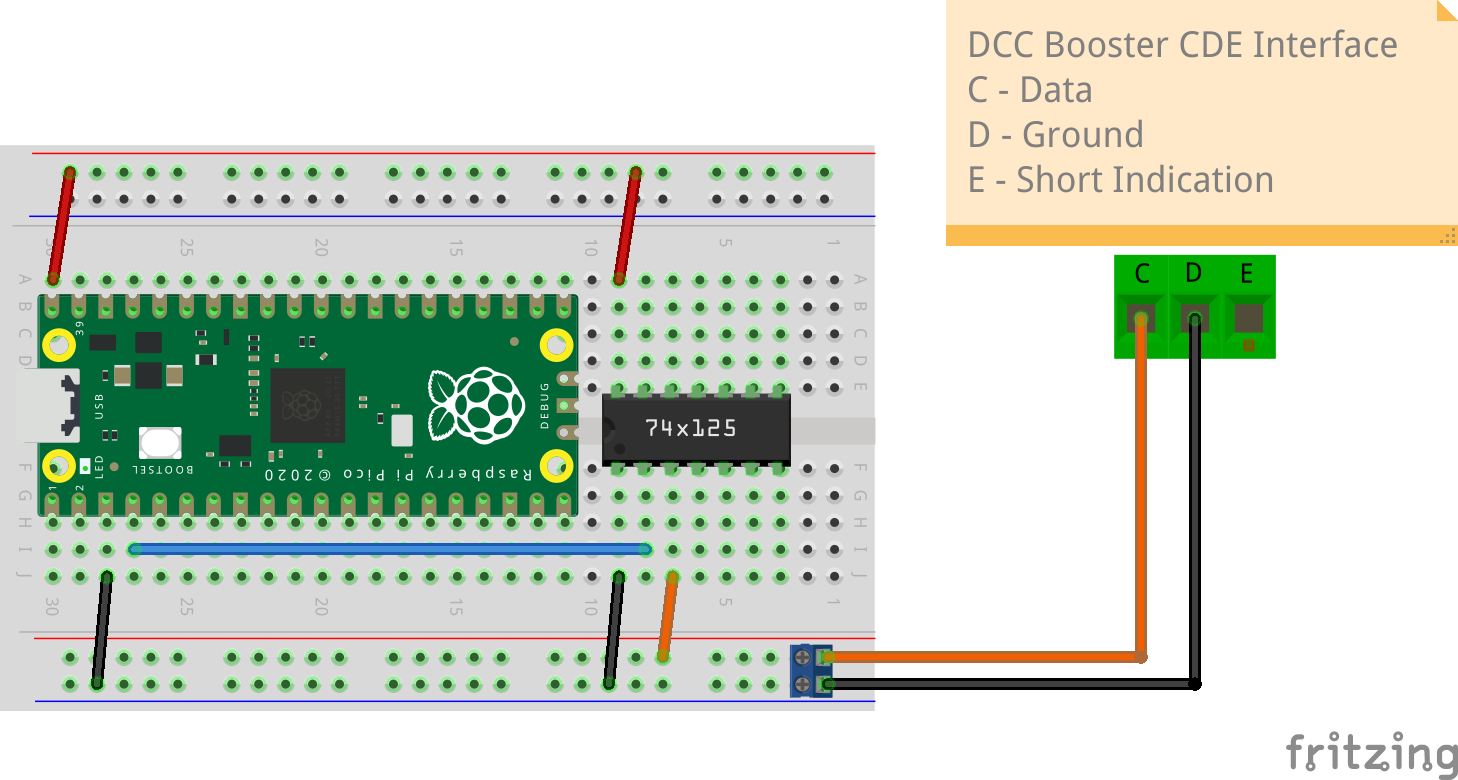 DCC Booster CDE Interface
C - Data
D - Ground
E - Short Indication
C D E
30 25 20 15 10 5 1
A A
B B
C C
D D
E E
39
USB
DEBUG
74x125
LED
BOOTSEL
Raspberry Pi Pico © 2020
1 2
F F
G G
H H
I I
J J
30 25 20 15 10 5 1
fritzing